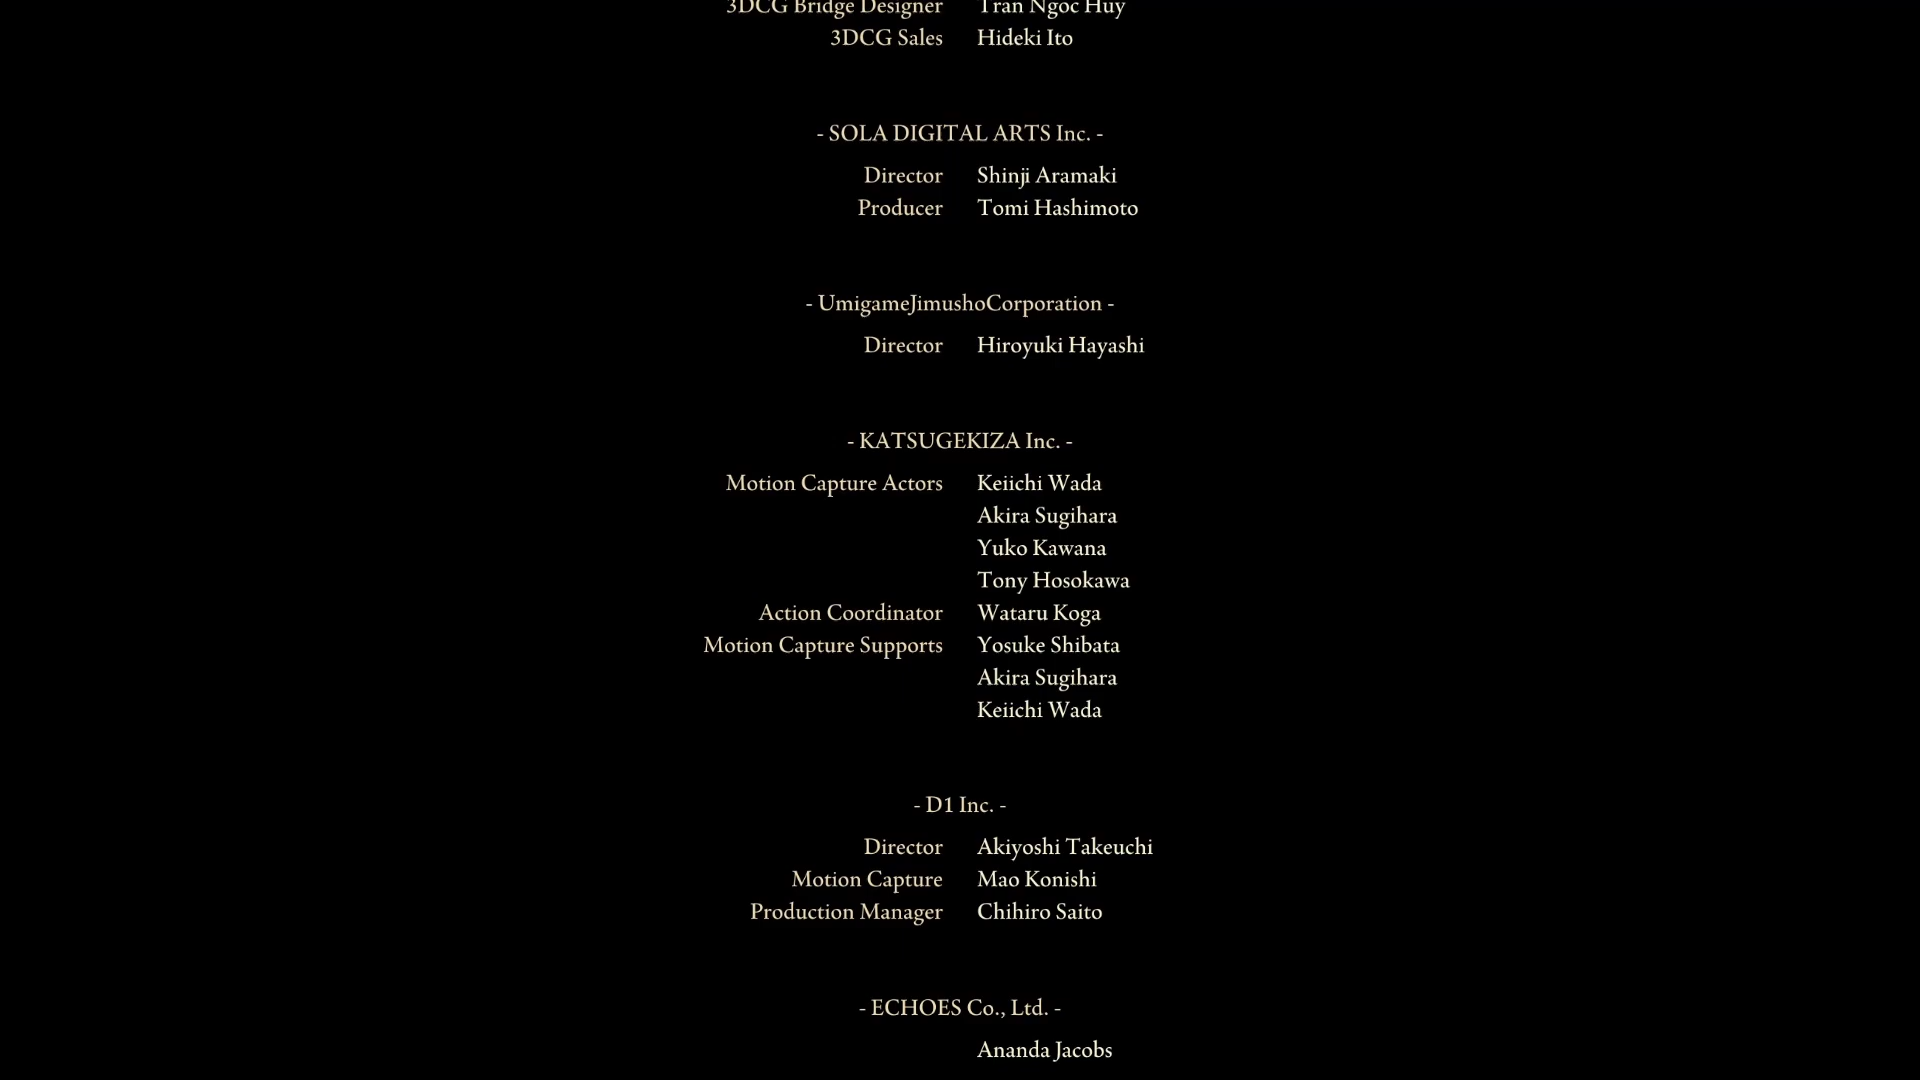 3DCG Bridge Designer Tran Ngoc Huy
3DCG Sales Hideki Ito
- SOLA DIGITAL ARTS Inc. -
Director Shinji Aramaki
Producer Tomi Hashimoto
- UmigameJimushoCorporation -
Director Hiroyuki Hayashi
- KATSUGEKIZA Inc. -
Motion Capture Actors Keiichi Wada
Akira Sugihara
Yuko Kawana
Tony Hosokawa
Action Coordinator Wataru Koga
Motion Capture Supports Yosuke Shibata
Akira Sugihara
Keiichi Wada
- D1 Inc. -
Director Akiyoshi Takeuchi
Motion Capture Mao Konishi
Production Manager Chihiro Saito
- ECHOES Co., Ltd. -
Ananda Jacobs